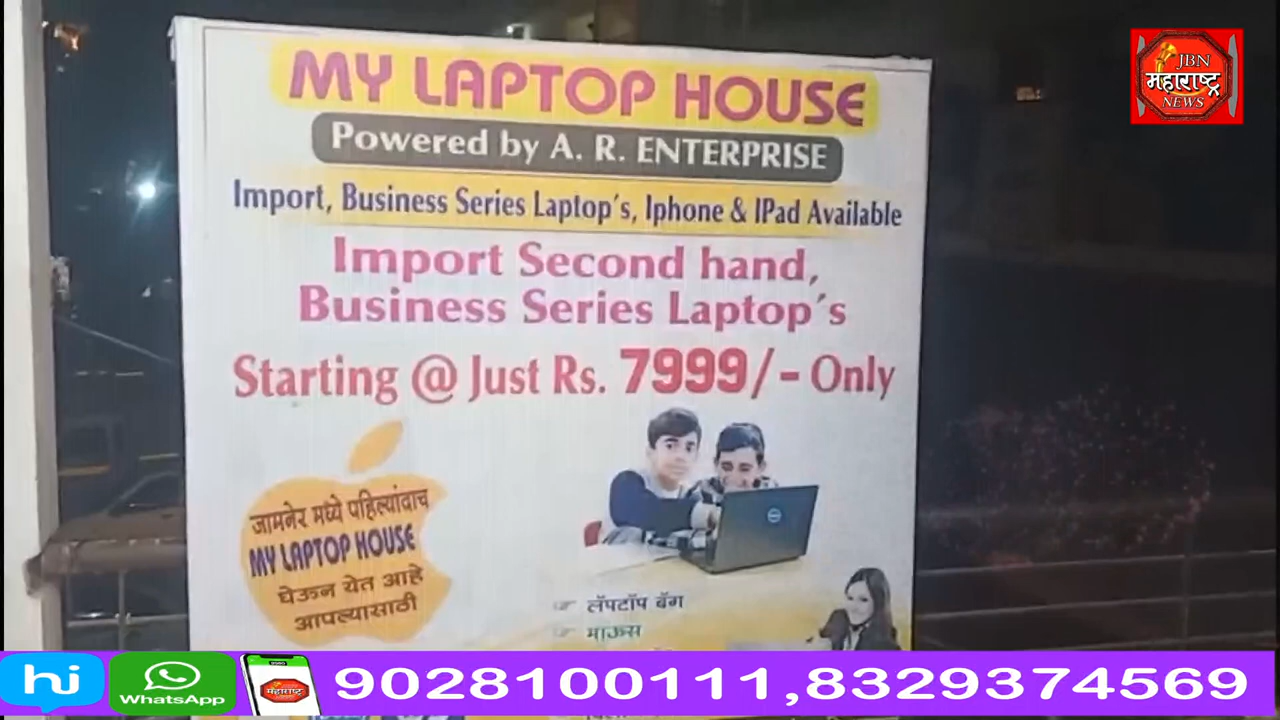 MY LAPTOP HOUSE
Powered by A. R. ENTERPRISE
Import, Business Series Laptop's, Iphone & IPad Available
Import Second hand,
Business Series Laptop's
Starting @ Just Rs. 7999/- Only
जामनेर मध्ये पहिल्यांदाच
MY LAPTOP HOUSE
घेऊन येत आहे
आपल्यासाठी
लॅपटॉप बॅग
माऊस
JBN
महाराष्ट्र
NEWS
hi
WhatsApp
महाराष्ट्र
9028100111,8329374569